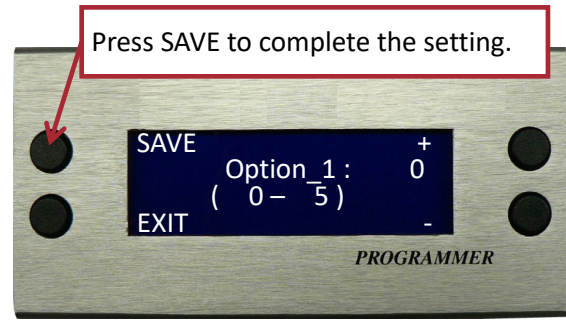 Press SAVE to complete the setting.
SAVE +
Option_1 : 0
( 0 – 5 )
EXIT -
PROGRAMMER